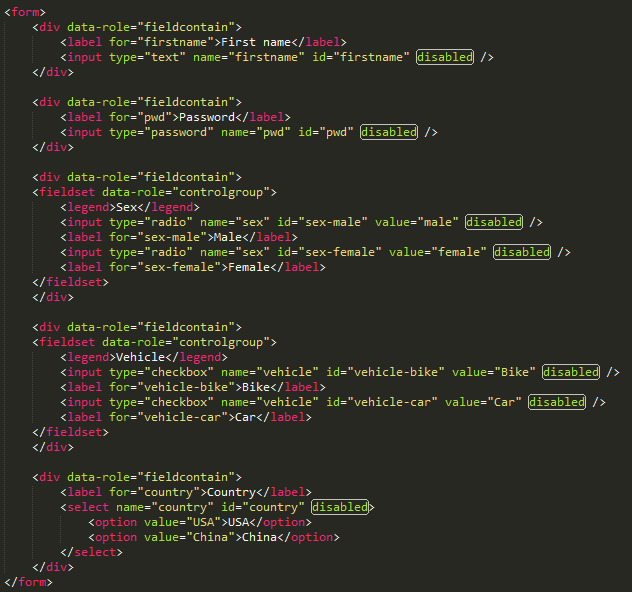 <form>
<div data-role="fieldcontain">
<label for="firstname">First name</label>
<input type="text" name="firstname" id="firstname" disabled />
</div>
<div data-role="fieldcontain">
<label for="pwd">Password</label>
<input type="password" name="pwd" id="pwd" disabled />
</div>
<div data-role="fieldcontain">
<fieldset data-role="controlgroup">
<legend>Sex</legend>
<input type="radio" name="sex" id="sex-male" value="male" disabled />
<label for="sex-male">Male</label>
<input type="radio" name="sex" id="sex-female" value="female" disabled />
<label for="sex-female">Female</label>
</fieldset>
</div>
<div data-role="fieldcontain">
<fieldset data-role="controlgroup">
<legend>Vehicle</legend>
<input type="checkbox" name="vehicle" id="vehicle-bike" value="Bike" disabled />
<label for="vehicle-bike">Bike</label>
<input type="checkbox" name="vehicle" id="vehicle-car" value="Car" disabled />
<label for="vehicle-car">Car</label>
</fieldset>
</div>
<div data-role="fieldcontain">
<label for="country">Country</label>
<select name="country" id="country" disabled>
<option value="USA">USA</option>
<option value="China">China</option>
</select>
</div>
</form>